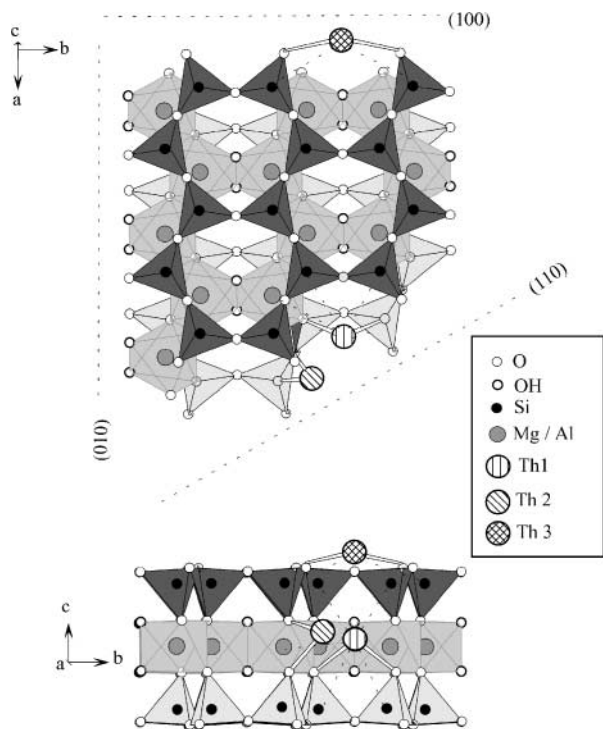 c
b
a
(100)
(110)
(010)
O
OH
Si
Mg / Al
Th1
Th 2
Th 3
c
a
b